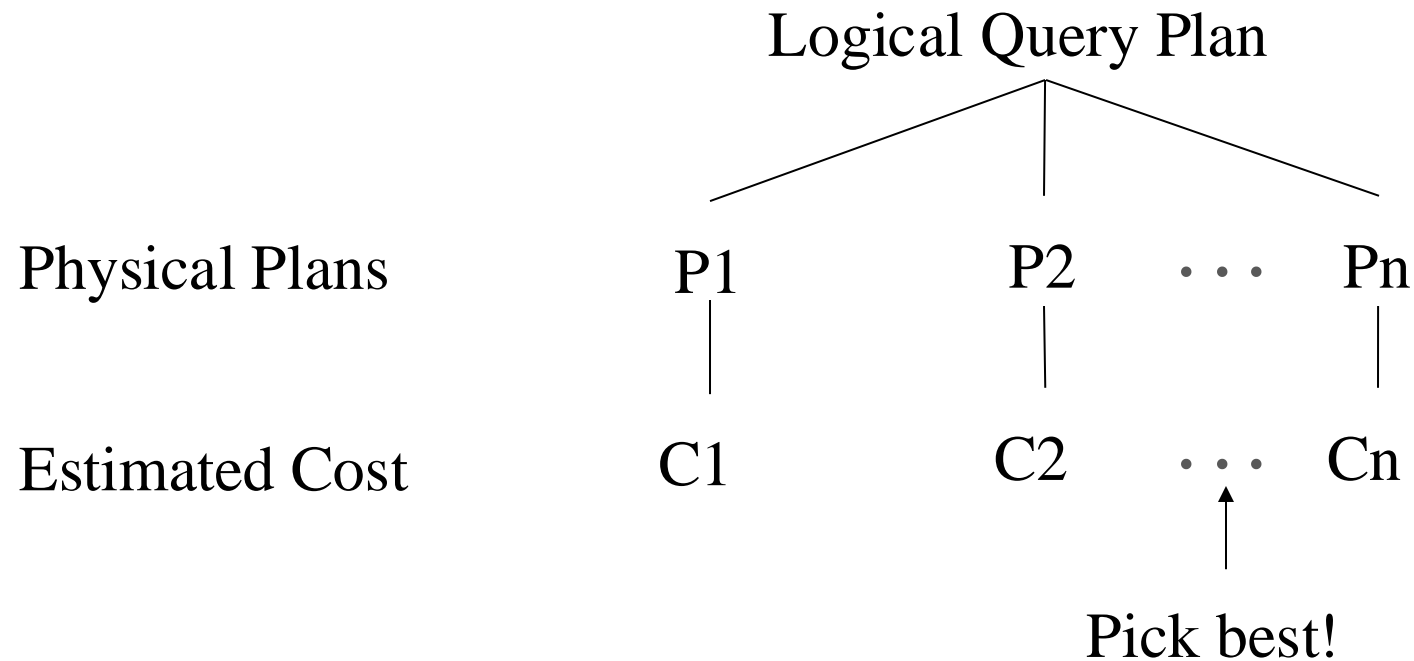 Logical Query Plan
Physical Plans P1 P2 • • • Pn
Estimated Cost C1 C2 • • • Cn
Pick best!